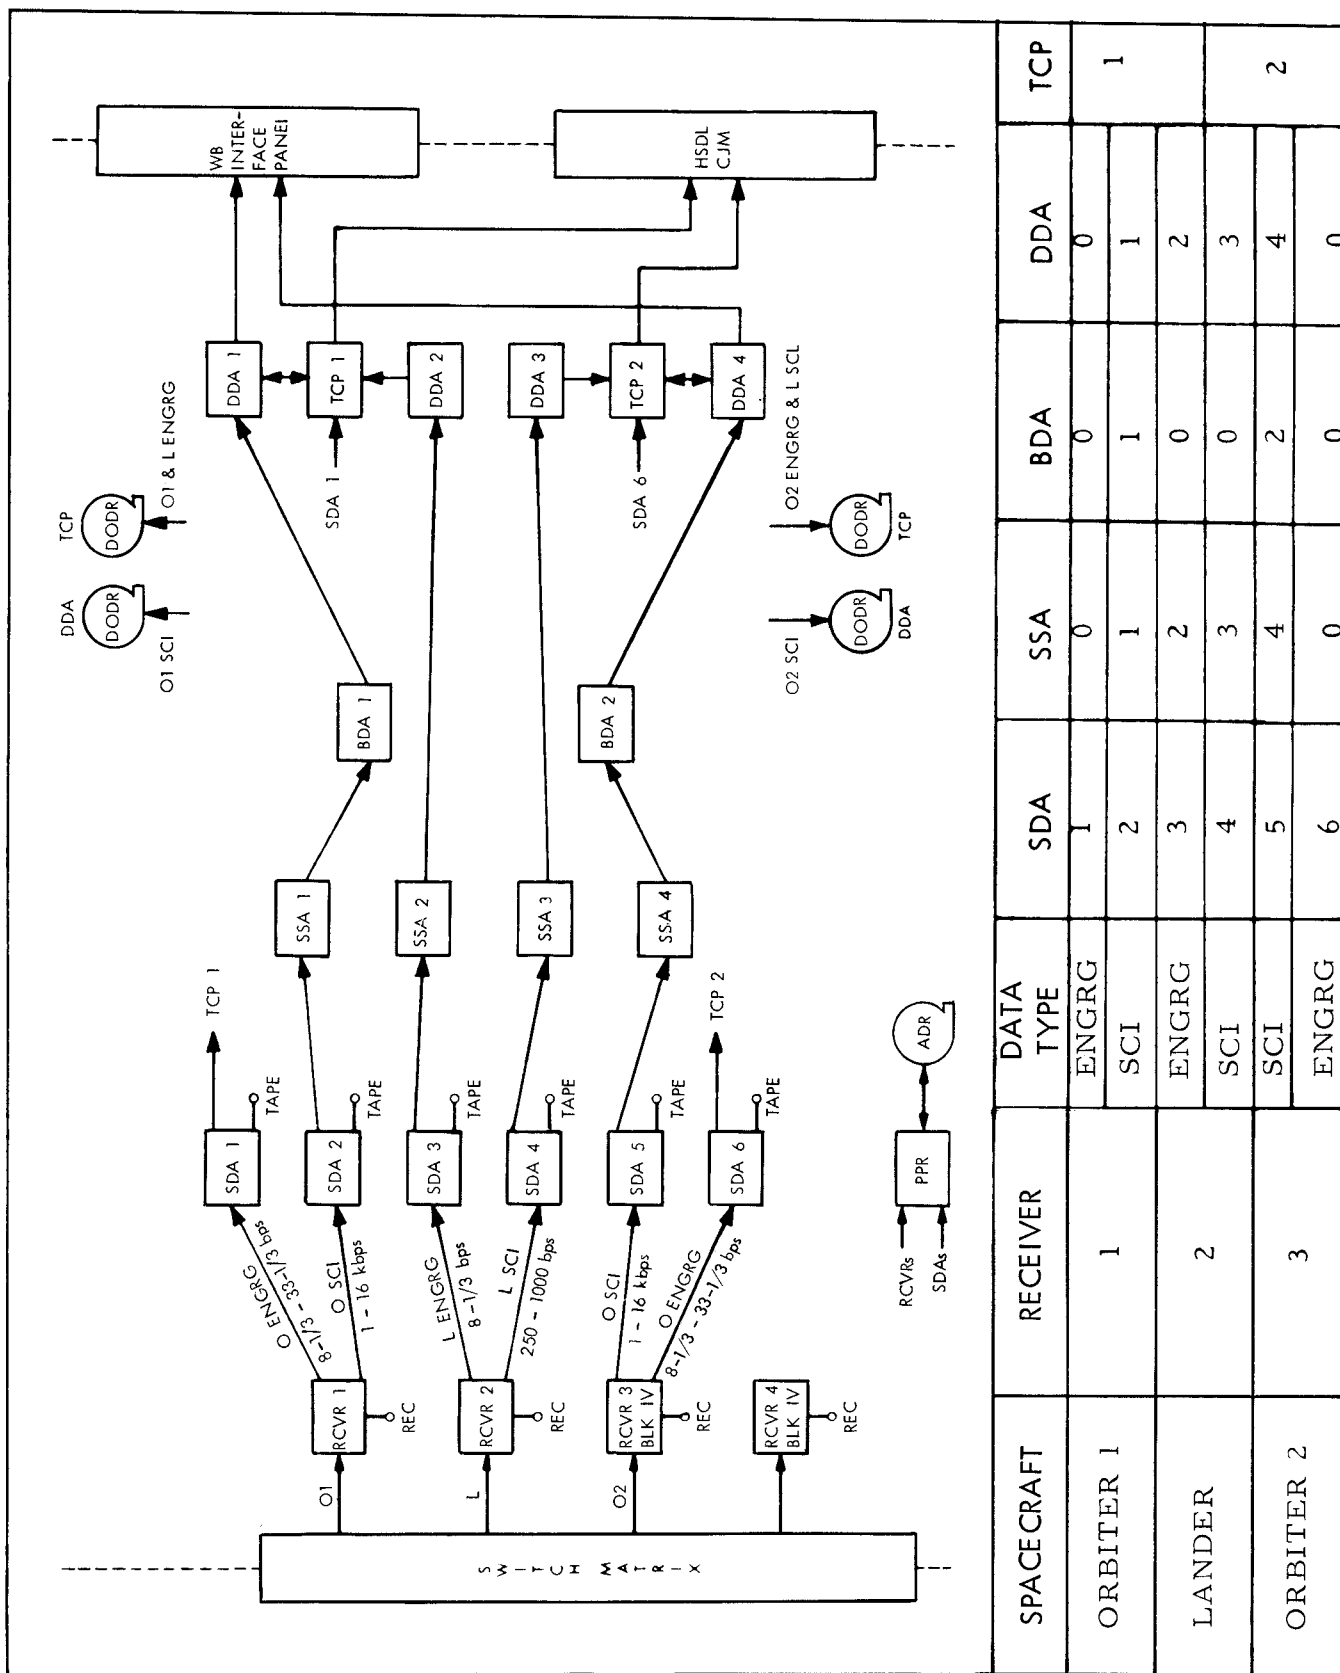 SWITCH MATRIX
O1
L
O2
RCVR 1
REC
RCVR 2
REC
RCVR 3
BLK IV
REC
RCVR 4
BLK IV
REC
O ENGRG
8-1/3 - 33-1/3 bps
O SCI
1 - 16 kbps
L ENGRG
8-1/3 bps
L SCI
250 - 1000 bps
O SCI
1 - 16 kbps
O ENGRG
8-1/3 - 33-1/3 bps
SDA 1
TCP 1
TAPE
SDA 2
TAPE
SDA 3
TAPE
SDA 4
TAPE
SDA 5
TAPE
SDA 6
TCP 2
TAPE
RCVRs
SDAs
PPR
ADR
SSA 1
SSA 2
SSA 3
SSA 4
BDA 1
BDA 2
DDA
DODR
O1 SCI
TCP
DODR
O1 & L ENGRG
SDA 1
SDA 6
O2 SCI
DODR
DDA
O2 ENGRG & L SCL
DODR
TCP
DDA 1
TCP 1
DDA 2
DDA 3
TCP 2
DDA 4
WB
INTER-
FACE
PANEl
HSDL
CJM
SPACECRAFT RECEIVER DATA TYPE SDA SSA BDA DDA TCP
ORBITER 1 1 ENGRG 1 0 0 0 1
SCI 2 1 1 1
LANDER 2 ENGRG 3 2 0 2
SCI 4 3 0 3 2
ORBITER 2 3 SCI 5 4 2 4
ENGRG 6 0 0 0